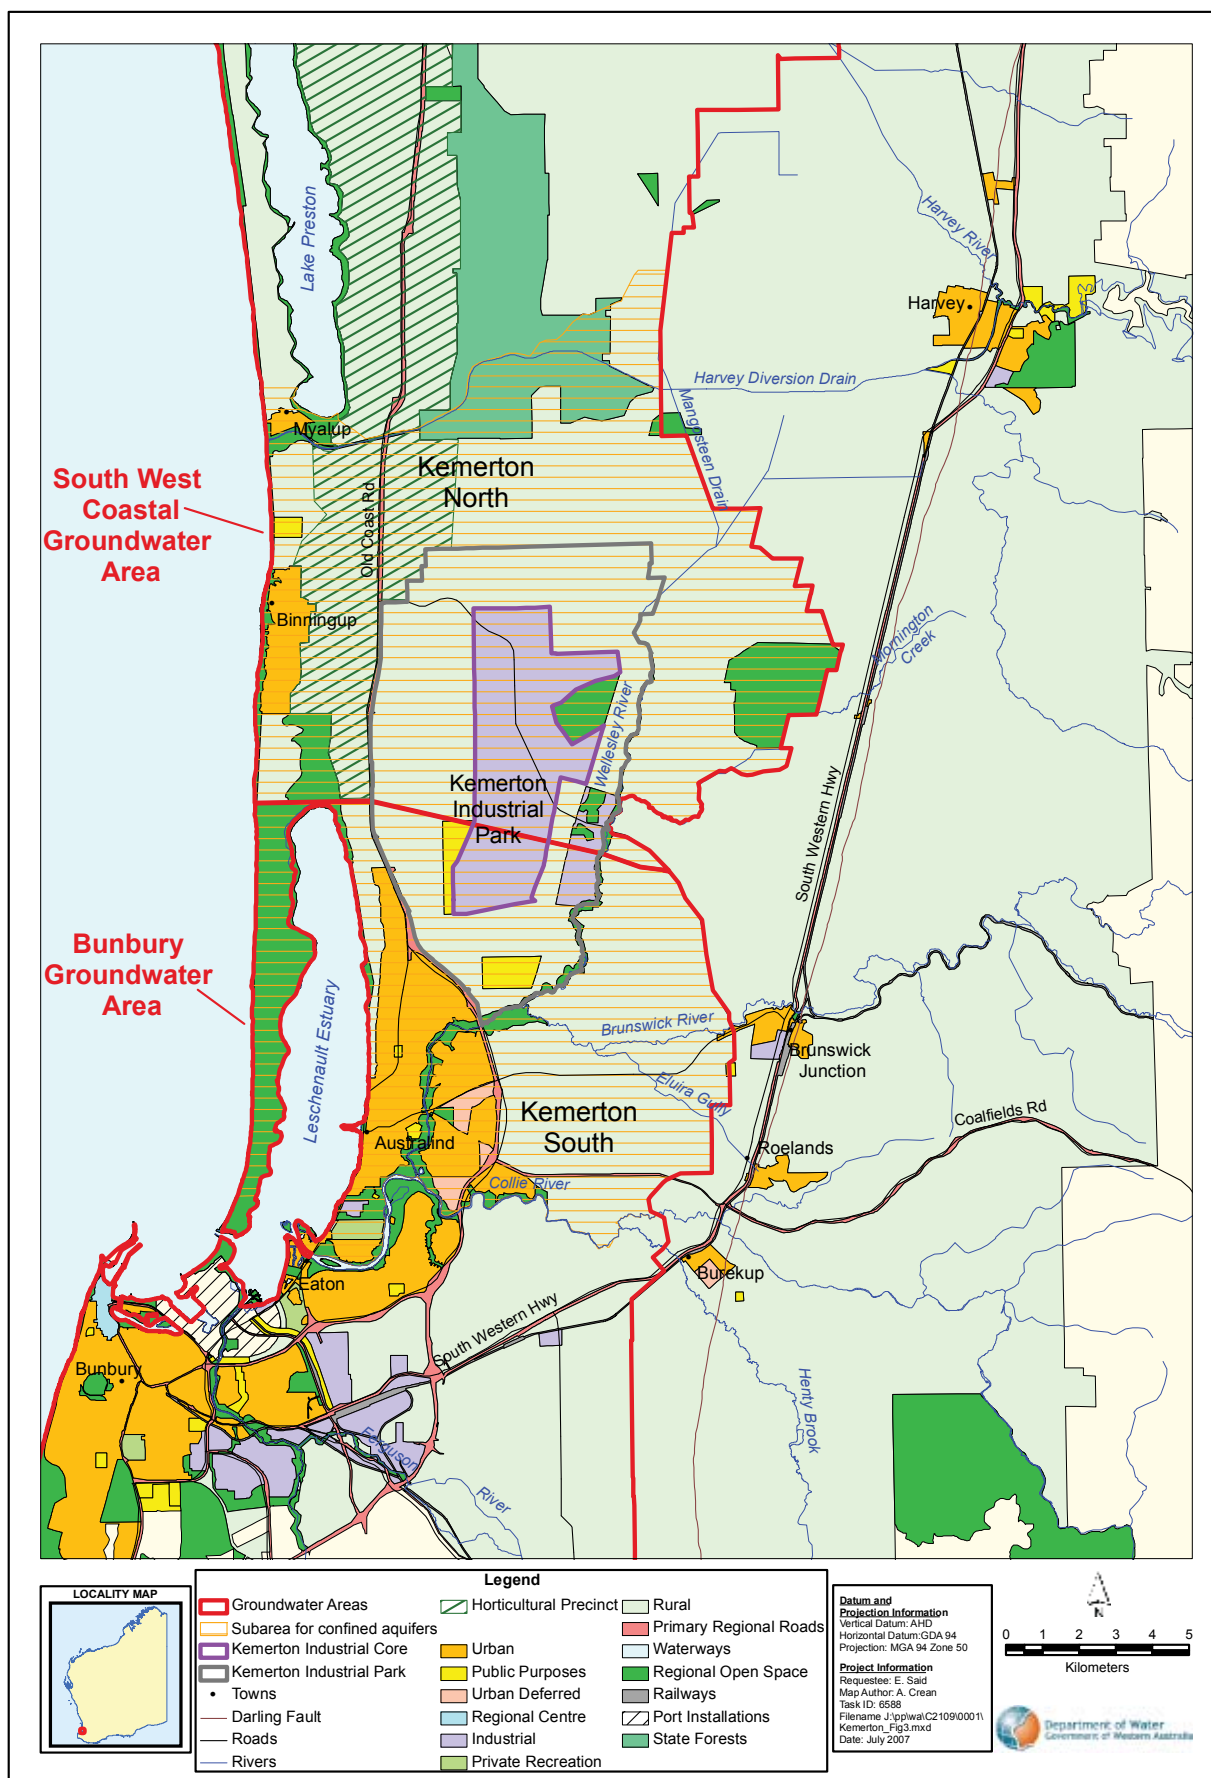 Lake Preston
Harvey River
Harvey
Harvey Diversion Drain
Mangosteen Drain
Myalup
Kemerton
North
South West
Coastal
Groundwater
Area
Old Coast Rd
Binningup
Mornington
Creek
Wellesley River
Kemerton
Industrial
Park
South Western Hwy
Bunbury
Groundwater
Area
Leschenault Estuary
Brunswick River
Brunswick
Junction
Eluira Gully
Kemerton
South
Coalfields Rd
Australind
Roelands
Collie River
Eaton
Burekup
South Western Hwy
Bunbury
Henty Brook
Ferguson
River
LOCALITY MAP
Legend
Groundwater Areas
Subarea for confined aquifers
Kemerton Industrial Core
Kemerton Industrial Park
Towns
Darling Fault
Roads
Rivers
Horticultural Precinct
Urban
Public Purposes
Urban Deferred
Regional Centre
Industrial
Private Recreation
Rural
Primary Regional Roads
Waterways
Regional Open Space
Railways
Port Installations
State Forests
Datum and
Projection Information
Vertical Datum: AHD
Horizontal Datum:GDA 94
Projection: MGA 94 Zone 50
Project Information
Requestee: E. Said
Map Author: A. Crean
Task ID: 6588
Filename J:\pp\wa\C2109\0001\
Kemerton_Fig3.mxd
Date: July 2007
N
0 1 2 3 4 5
Kilometers
Department of Water
Government of Western Australia